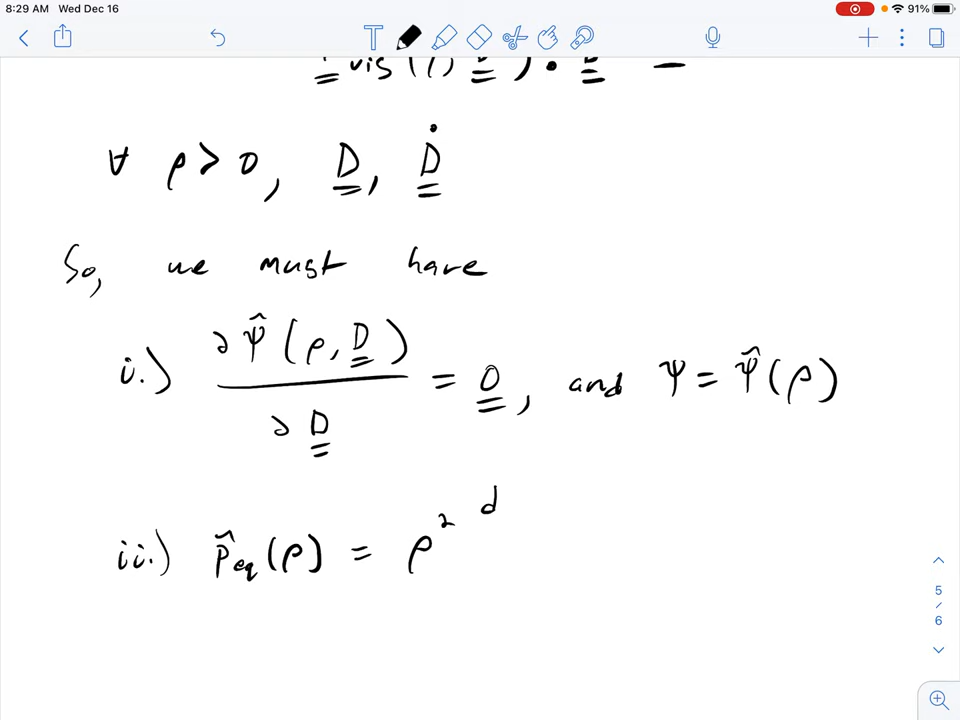 8:29 AM Wed Dec 16 91%
∀ ρ > 0, D̳, Ḋ̳
So, we must have
i.) ∂Ψ̂(ρ, D̳) / ∂D̳ = 0̳, and Ψ = Ψ̂(ρ)
ii.) p̂eq(ρ) = ρ² d
5
/
6